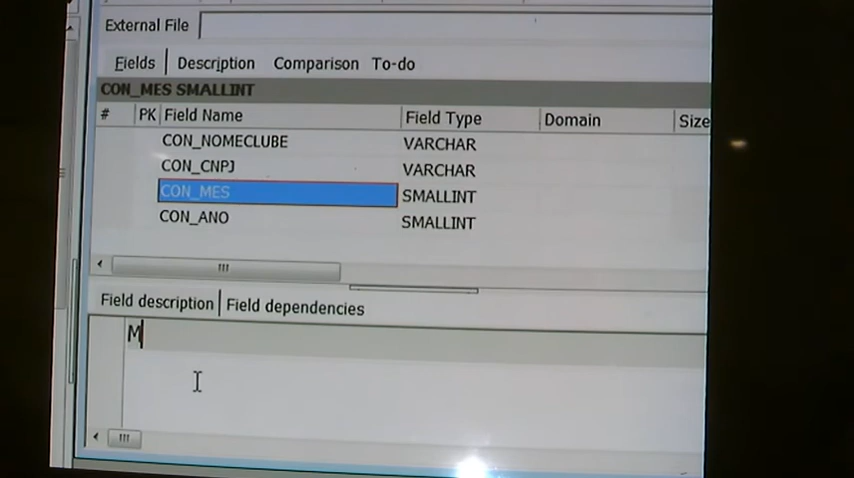 External File
Fields Description Comparison To-do
CON_MES SMALLINT
# PK Field Name Field Type Domain Size
CON_NOMECLUBE VARCHAR
CON_CNPJ VARCHAR
CON_MES SMALLINT
CON_ANO SMALLINT
Field description Field dependencies
M